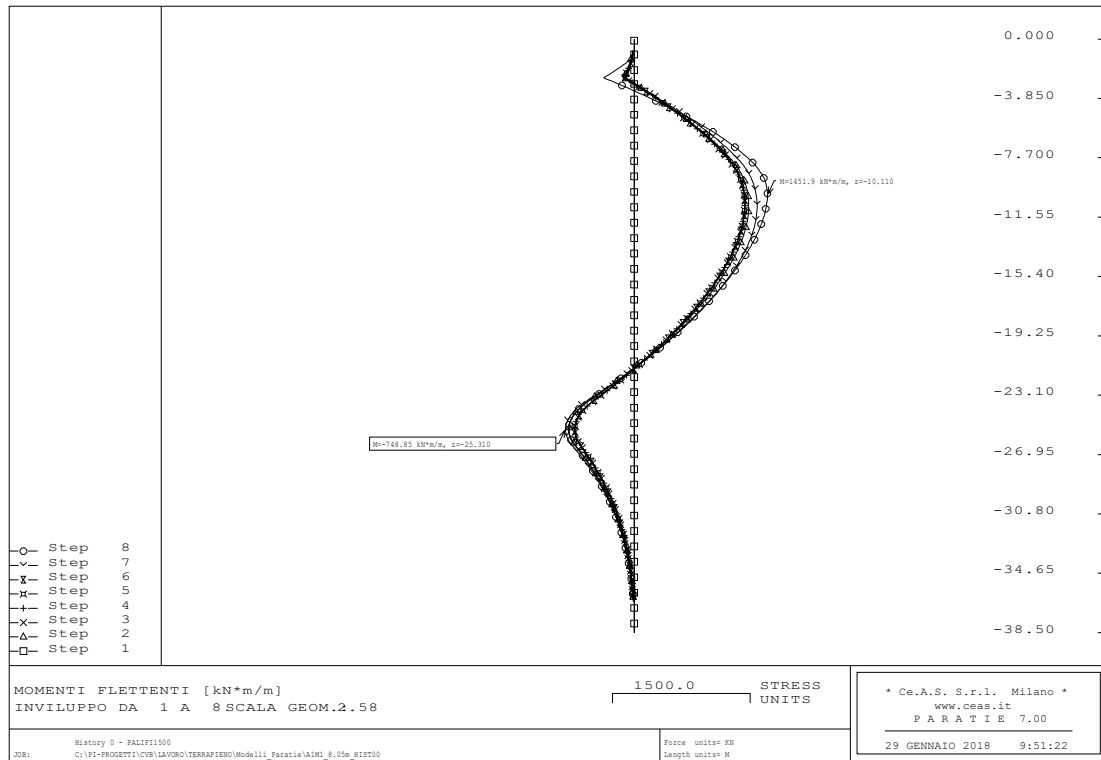 0.000
-3.850
-7.700
M=1451.9 kN*m/m, z=-10.110
-11.55
-15.40
-19.25
-23.10
M=-748.85 kN*m/m, z=-25.310
-26.95
-30.80
-34.65
-38.50
Step 8
Step 7
Step 6
Step 5
Step 4
Step 3
Step 2
Step 1
MOMENTI FLETTENTI [kN*m/m]
INVILUPPO DA 1 A 8 SCALA GEOM.2.58
1500.0 STRESS UNITS
* Ce.A.S. S.r.l. Milano *
www.ceas.it
P A R A T I E 7.00
29 GENNAIO 2018 9:51:22
History 0 - PALIFI1500
JOB: C:\PI-PROGETTI\CVB\LAVORO\TERRAPIENO\Modelli_Paratie\A1M1_8.05m_HIST00
Force units= KN
Length units= M